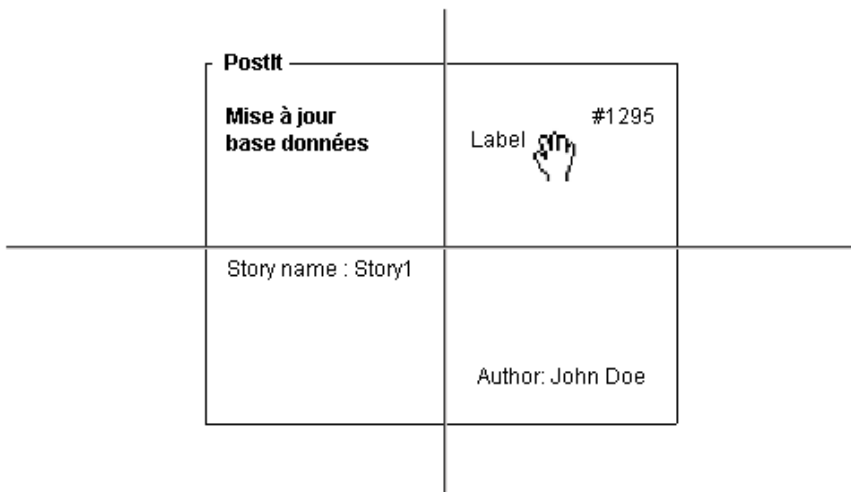 PostIt
Mise à jour
base données
#1295
Label
Story name : Story1
Author: John Doe